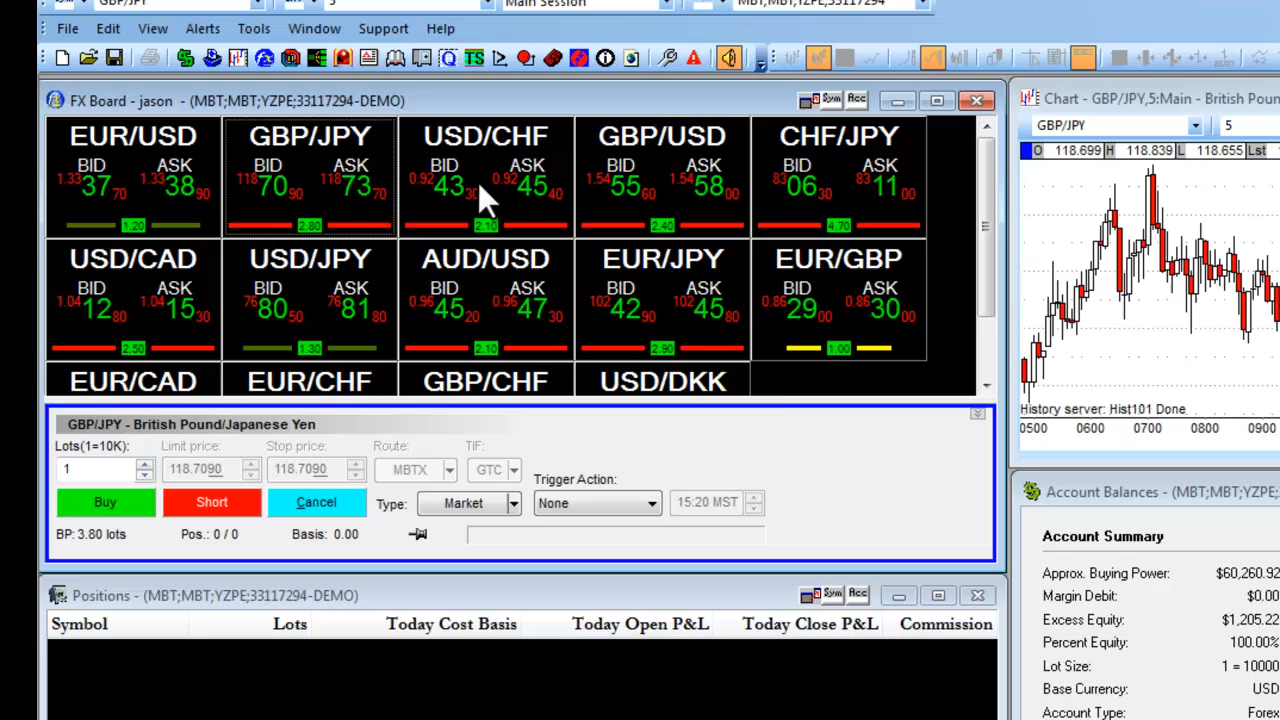 GBP/JPY 5 Main Session MBT;MBT;YZPE;33117294
File Edit View Alerts Tools Window Support Help
FX Board - jason - (MBT;MBT;YZPE;33117294-DEMO) Sym Acc
EUR/USD GBP/JPY USD/CHF GBP/USD CHF/JPY
BID ASK BID ASK BID ASK BID ASK BID ASK
1.33 37 70 1.33 38 90 118 70 90 118 73 70 0.92 43 30 0.92 45 40 1.54 55 60 1.54 58 00 83 06 30 83 11 00
1.20 2.80 2.10 2.40 4.70
USD/CAD USD/JPY AUD/USD EUR/JPY EUR/GBP
BID ASK BID ASK BID ASK BID ASK BID ASK
1.04 12 80 1.04 15 30 76 80 50 76 81 80 0.96 45 20 0.96 47 30 102 42 90 102 45 80 0.86 29 00 0.86 30 00
2.50 1.30 2.10 2.90 1.00
EUR/CAD EUR/CHF GBP/CHF USD/DKK
GBP/JPY - British Pound/Japanese Yen
Lots(1=10K): Limit price: Stop price: Route: TIF:
1 118.7090 118.7090 MBTX GTC
Trigger Action:
Buy Short Cancel Type: Market None 15:20 MST
BP: 3.80 lots Pos.: 0 / 0 Basis: 0.00
Positions - (MBT;MBT;YZPE;33117294-DEMO) Sym Acc
Symbol Lots Today Cost Basis Today Open P&L Today Close P&L Commission
Chart - GBP/JPY,5:Main - British Pound
GBP/JPY 5
O 118.699 H 118.839 L 118.655 Lst
History server: Hist101 Done
0500 0600 0700 0800 0900
Account Balances - (MBT;MBT;YZPE;3311729
Account Summary
Approx. Buying Power: $60,260.92
Margin Debit: $0.00
Excess Equity: $1,205.22
Percent Equity: 100.00%
Lot Size: 1 = 10000
Base Currency: USD
Account Type: Forex